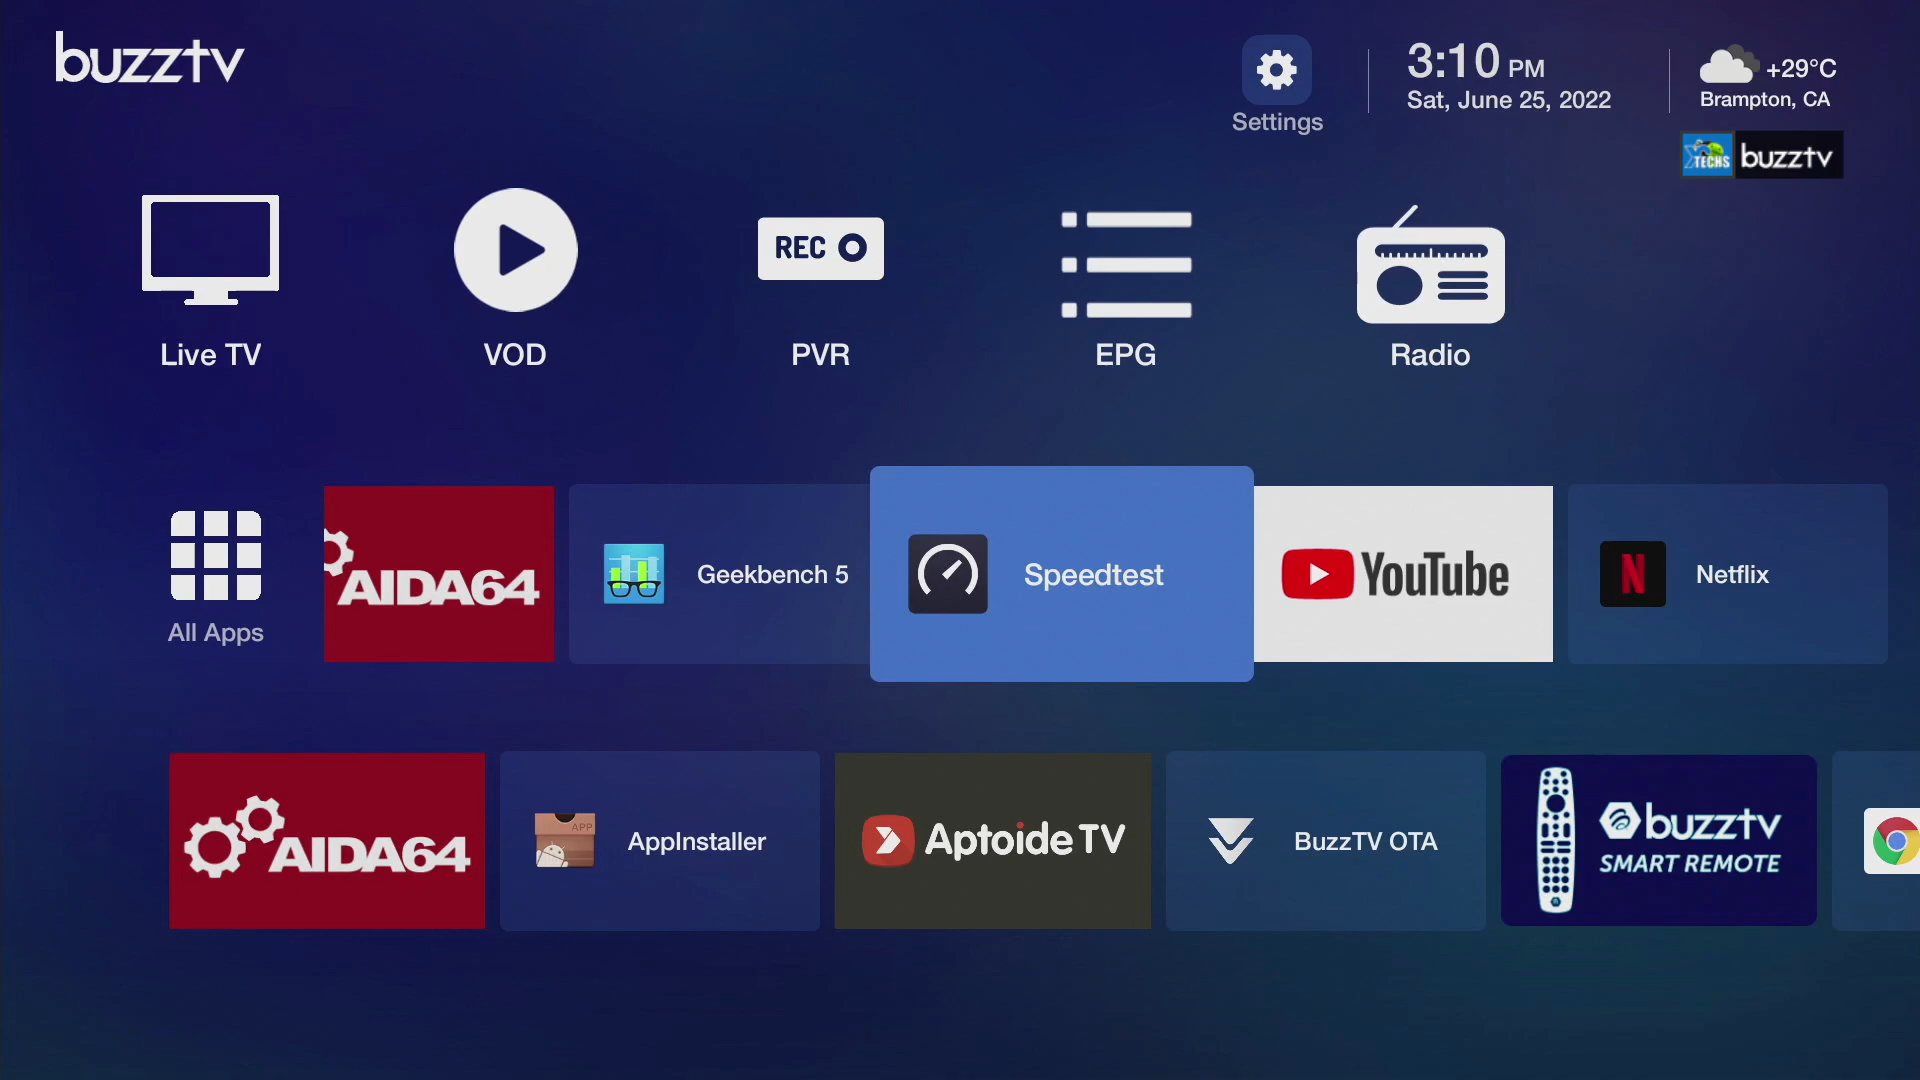 buzztv
Settings
3:10 PM
Sat, June 25, 2022
+29°C
Brampton, CA
XTECHS buzztv
REC
Live TV
VOD
PVR
EPG
Radio
All Apps
AIDA64
Geekbench 5
Speedtest
YouTube
N
Netflix
AIDA64
APP
AppInstaller
Aptoide TV
BuzzTV OTA
buzztv
SMART REMOTE